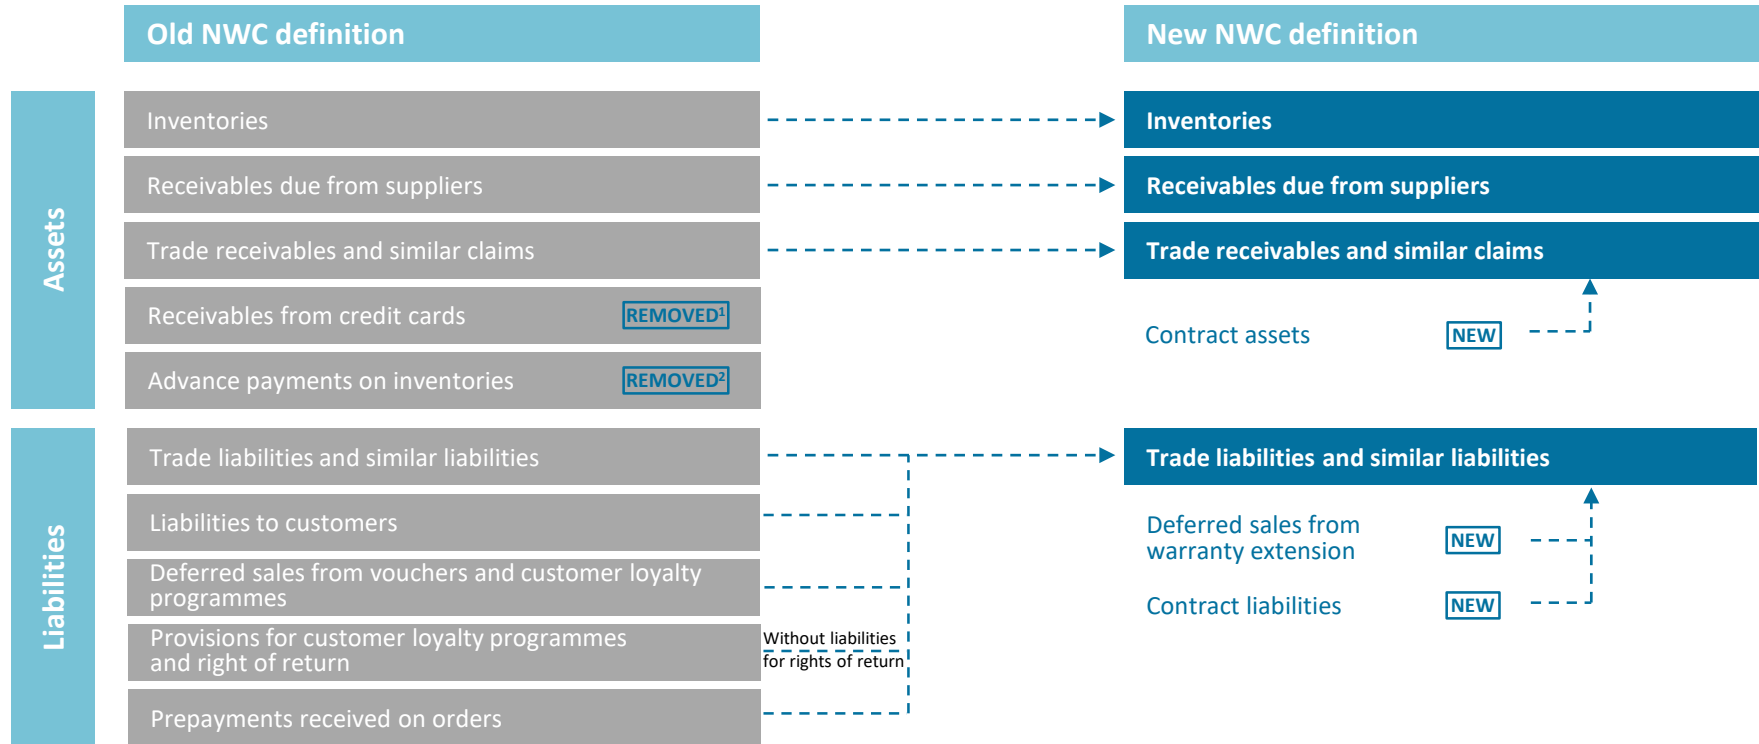 Old NWC definition
New NWC definition
Assets
Inventories
Inventories
Receivables due from suppliers
Receivables due from suppliers
Trade receivables and similar claims
Trade receivables and similar claims
Receivables from credit cards
REMOVED¹
Contract assets
NEW
Advance payments on inventories
REMOVED²
Liabilities
Trade liabilities and similar liabilities
Trade liabilities and similar liabilities
Liabilities to customers
Deferred sales from
warranty extension
NEW
Deferred sales from vouchers and customer loyalty
programmes
Contract liabilities
NEW
Provisions for customer loyalty programmes
and right of return
Without liabilities
for rights of return
Prepayments received on orders